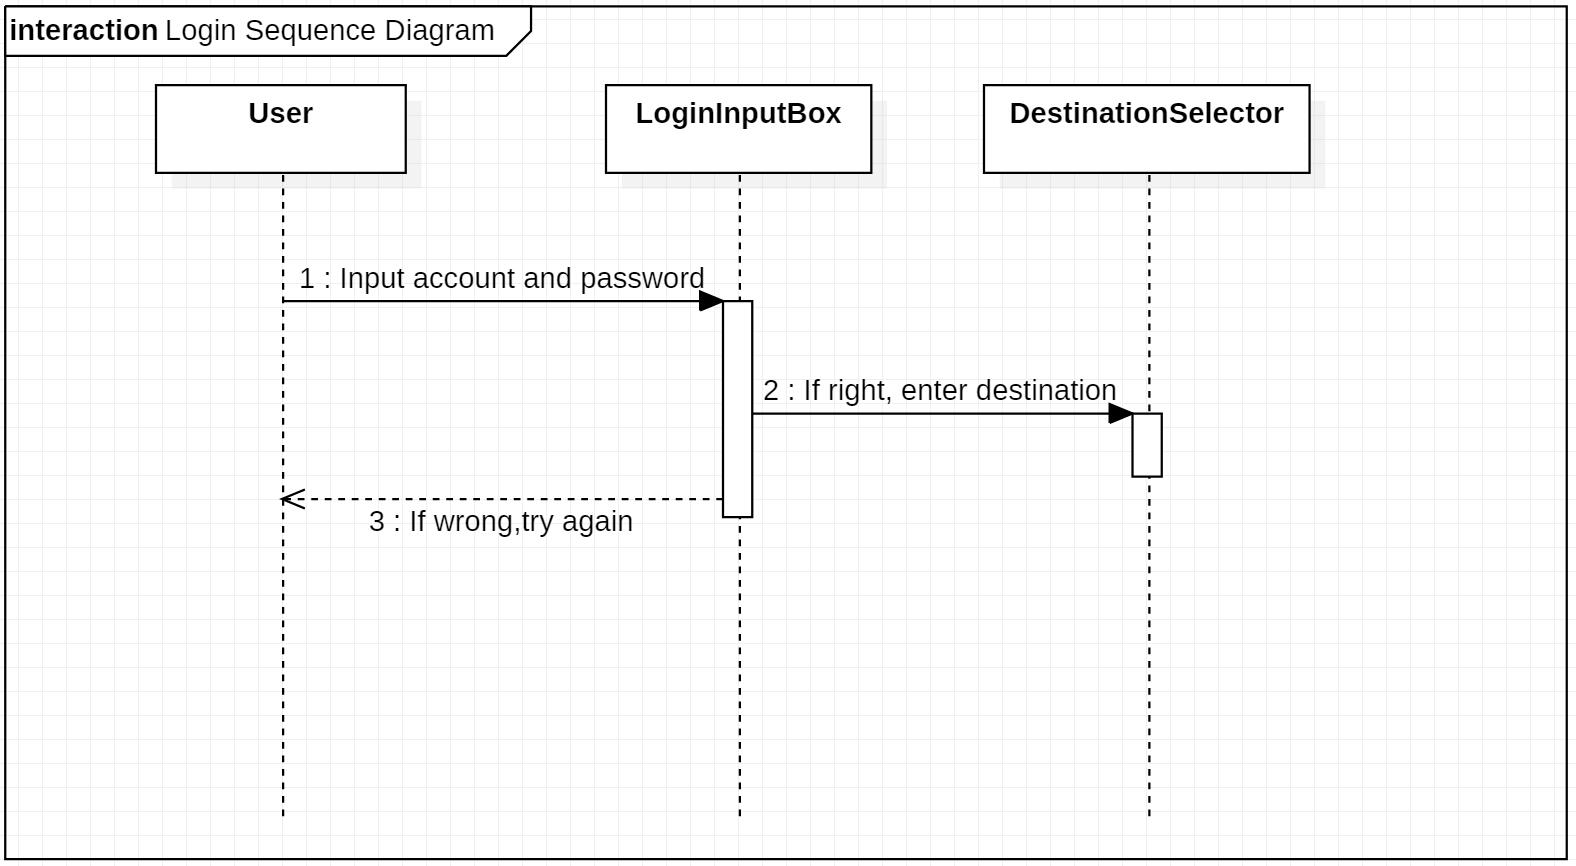 interaction Login Sequence Diagram
User
LoginInputBox
DestinationSelector
1 : Input account and password
2 : If right, enter destination
3 : If wrong,try again